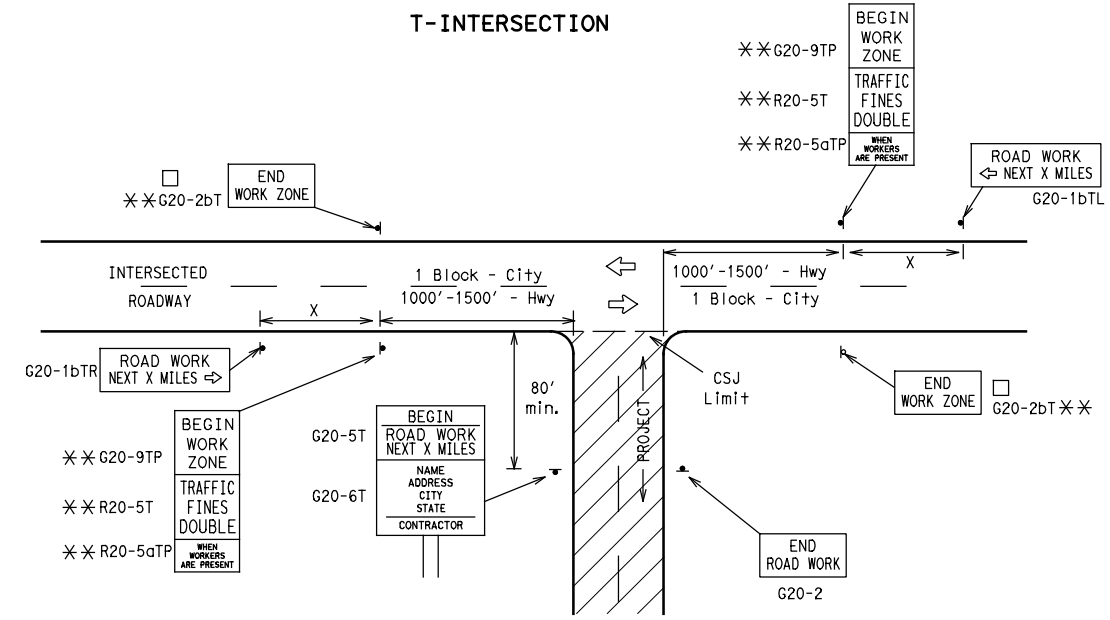 T-INTERSECTION
BEGIN
WORK
ZONE
TRAFFIC
FINES
DOUBLE
WHEN
WORKERS
ARE PRESENT
**G20-9TP
**R20-5T
**R20-5aTP
ROAD WORK
⇦ NEXT X MILES
G20-1bTL
□
**G20-2bT
END
WORK ZONE
INTERSECTED
ROADWAY
X
1 Block - City
1000'-1500' - Hwy
1000'-1500' - Hwy
1 Block - City
X
G20-1bTR
ROAD WORK
NEXT X MILES ⇨
80'
min.
PROJECT
CSJ
Limit
END
WORK ZONE
□
G20-2bT**
**G20-9TP
**R20-5T
**R20-5aTP
BEGIN
WORK
ZONE
TRAFFIC
FINES
DOUBLE
WHEN
WORKERS
ARE PRESENT
G20-5T
G20-6T
BEGIN
ROAD WORK
NEXT X MILES
NAME
ADDRESS
CITY
STATE
CONTRACTOR
END
ROAD WORK
G20-2